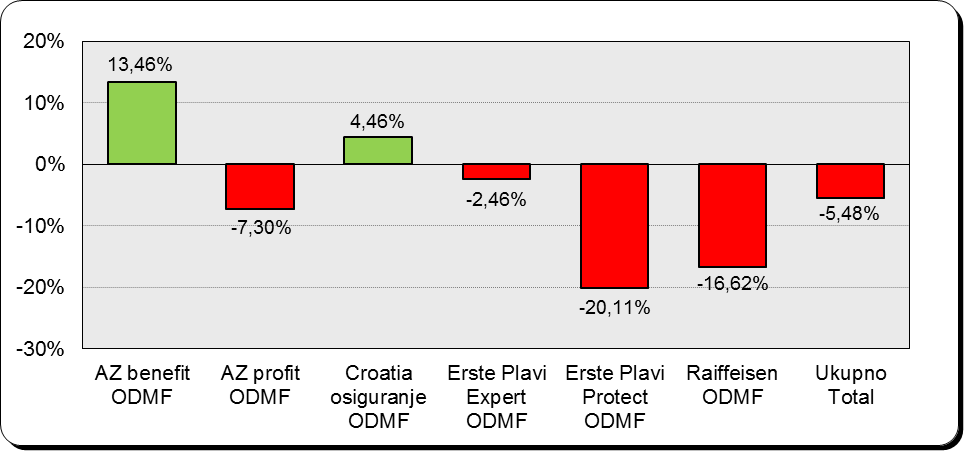 20%
10%
0%
-10%
-20%
-30%
13,46%
-7,30%
4,46%
-2,46%
-20,11%
-16,62%
-5,48%
AZ benefit
ODMF
AZ profit
ODMF
Croatia
osiguranje
ODMF
Erste Plavi
Expert
ODMF
Erste Plavi
Protect
ODMF
Raiffeisen
ODMF
Ukupno
Total